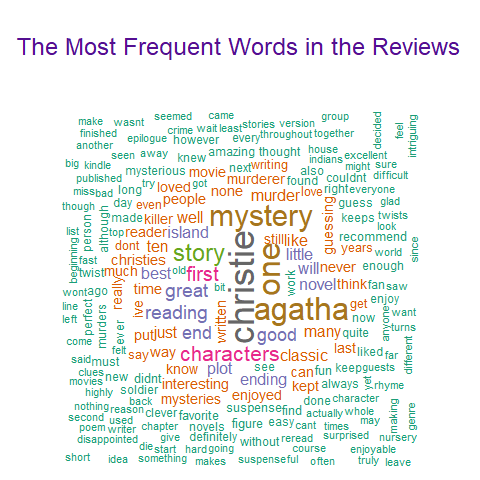 The Most Frequent Words in the Reviews
make wasnt seemed came group
finished crime wait least stories version
another epilogue however every throughout together
decided feel intriguing
big seen away knew amazing thought house excellent
kindle mysterious movie next writing also indians might sure
published try loved got murderer found couldnt difficult
miss bad long people none murder love right everyone
though day even guess glad
person although made killer well mystery guessing keeps twists
list top reader island still like recommend look
beginning dont ten story christie one little years since
fast christies will never enough world
twist much best old first novel think fan saw
wont ago really time great bit work agatha get enjoy
line ive reading written now want
left murders put just end good many quite anyone turns
come ever felt characters classic last liked far different
said must say way know plot see can fun keep guests
clues new didnt interesting ending kept always yet rhyme
movies soldier mysteries enjoyed done character
highly back suspense find actually whole
nothing reason clever favorite figure easy cant times may making genre
second used chapter novels
poem writer give definitely without reread surprised nursery
disappointed die hard going course enjoyable
start
short idea something makes suspenseful often truly leave